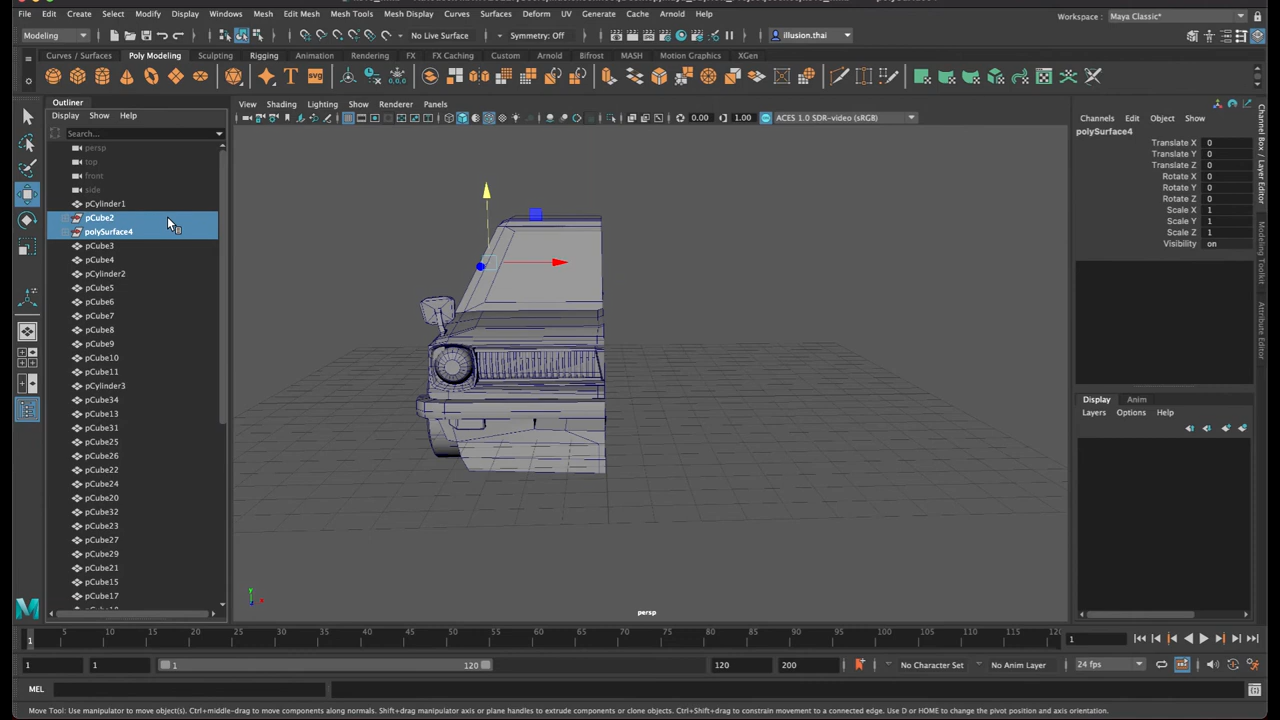 File Edit Create Select Modify Display Windows Mesh Edit Mesh Mesh Tools Mesh Display Curves Surfaces Deform UV Generate Cache Arnold Help Workspace : Maya Classic*
Modeling No Live Surface Symmetry: Off illusion.thai
Curves / Surfaces Poly Modeling Sculpting Rigging Animation Rendering FX FX Caching Custom Arnold Bifrost MASH Motion Graphics XGen
Outliner
Display Show Help
Search...
persp
top
front
side
pCylinder1
pCube2
polySurface4
pCube3
pCube4
pCylinder2
pCube5
pCube6
pCube7
pCube8
pCube9
pCube10
pCube11
pCylinder3
pCube34
pCube13
pCube31
pCube25
pCube26
pCube22
pCube24
pCube20
pCube32
pCube23
pCube27
pCube29
pCube21
pCube15
pCube17
View Shading Lighting Show Renderer Panels
0.00 1.00 ACES 1.0 SDR-video (sRGB)
persp
Channels Edit Object Show
polySurface4
Translate X 0
Translate Y 0
Translate Z 0
Rotate X 0
Rotate Y 0
Rotate Z 0
Scale X 1
Scale Y 1
Scale Z 1
Visibility on
Display Anim
Layers Options Help
Channel Box / Layer Editor
Modeling Toolkit
Attribute Editor
1 5 10 15 20 25 30 35 40 45 50 55 60 65 70 75 80 85 90 95 100 105 110 115 120 1
1 1 1 120 120 200 No Character Set No Anim Layer 24 fps
MEL
Move Tool: Use manipulator to move object(s). Ctrl+middle-drag to move components along normals. Shift+drag manipulator axis or plane handles to extrude components or clone objects. Ctrl+Shift+drag to constrain movement to a connected edge. Use D or HOME to change the pivot position and axis orientation.